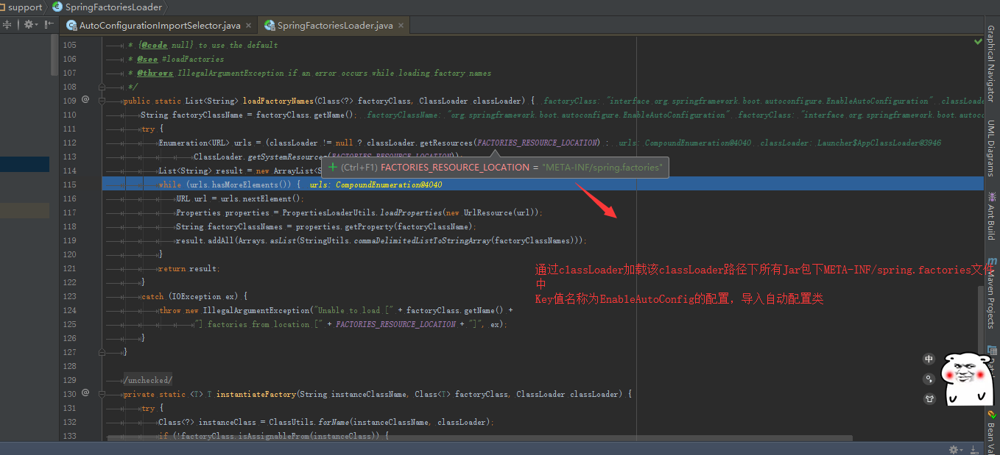 support
SpringFactoriesLoader
AutoConfigurationImportSelector.java
SpringFactoriesLoader.java
105 * {@code null} to use the default
106 * @see #loadFactories
107 * @throws IllegalArgumentException if an error occurs while loading factory names
108 */
109 @ public static List<String> loadFactoryNames(Class<?> factoryClass, ClassLoader classLoader) { factoryClass: "interface org.springframework.boot.autoconfigure.EnableAutoConfiguration" classLoade
110 String factoryClassName = factoryClass.getName(); factoryClassName: "org.springframework.boot.autoconfigure.EnableAutoConfiguration" factoryClass: "interface org.springframework.boot.autoco
111 try {
112 Enumeration<URL> urls = (classLoader != null ? classLoader.getResources(FACTORIES_RESOURCE_LOCATION) : urls: CompoundEnumeration@4040 classLoader: Launcher$AppClassLoader@3946
113 ClassLoader.getSystemResources(FACTORIES_RESOURCE_LOCATION));
114 List<String> result = new ArrayList<S
(Ctrl+F1) FACTORIES_RESOURCE_LOCATION = "META-INF/spring.factories"
115 while (urls.hasMoreElements()) { urls: CompoundEnumeration@4040
116 URL url = urls.nextElement();
117 Properties properties = PropertiesLoaderUtils.loadProperties(new UrlResource(url));
118 String factoryClassNames = properties.getProperty(factoryClassName);
119 result.addAll(Arrays.asList(StringUtils.commaDelimitedListToStringArray(factoryClassNames)));
120 }
121 return result;
122 }
123 catch (IOException ex) {
124 throw new IllegalArgumentException("Unable to load [" + factoryClass.getName() +
125 "] factories from location [" + FACTORIES_RESOURCE_LOCATION + "]", ex);
126 }
127 }
128
129 /unchecked/
130 @ private static <T> T instantiateFactory(String instanceClassName, Class<T> factoryClass, ClassLoader classLoader) {
131 try {
132 Class<?> instanceClass = ClassUtils.forName(instanceClassName, classLoader);
133 if (!factoryClass.isAssignableFrom(instanceClass)) {
通过classLoader加载该classLoader路径下所有Jar包下META-INF/spring.factories文件
中
Key值名称为EnableAutoConfig的配置，导入自动配置类
中
Graphical Navigator
UML Diagrams
Ant Build
m Maven Projects
Bean Val